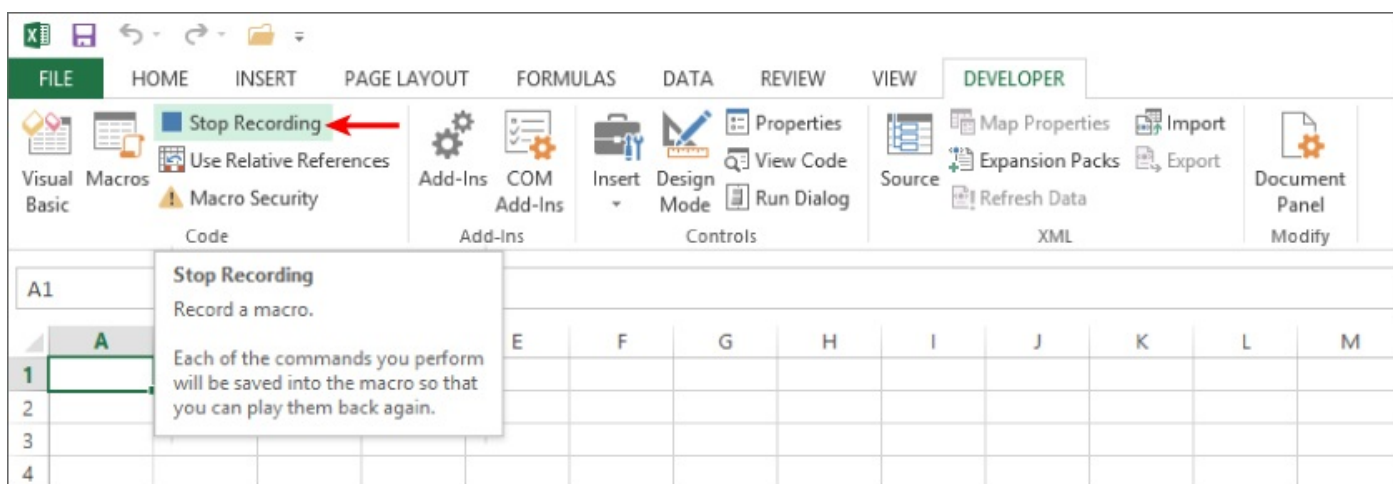 FILE HOME INSERT PAGE LAYOUT FORMULAS DATA REVIEW VIEW DEVELOPER
Visual Basic
Macros
Stop Recording
Use Relative References
Macro Security
Code
Add-Ins
COM Add-Ins
Add-Ins
Insert
Design Mode
Properties
View Code
Run Dialog
Controls
Source
Map Properties
Expansion Packs
Refresh Data
Import
Export
XML
Document Panel
Modify
A1
Stop Recording
Record a macro.
Each of the commands you perform
will be saved into the macro so that
you can play them back again.
A E F G H I J K L M
1
2
3
4